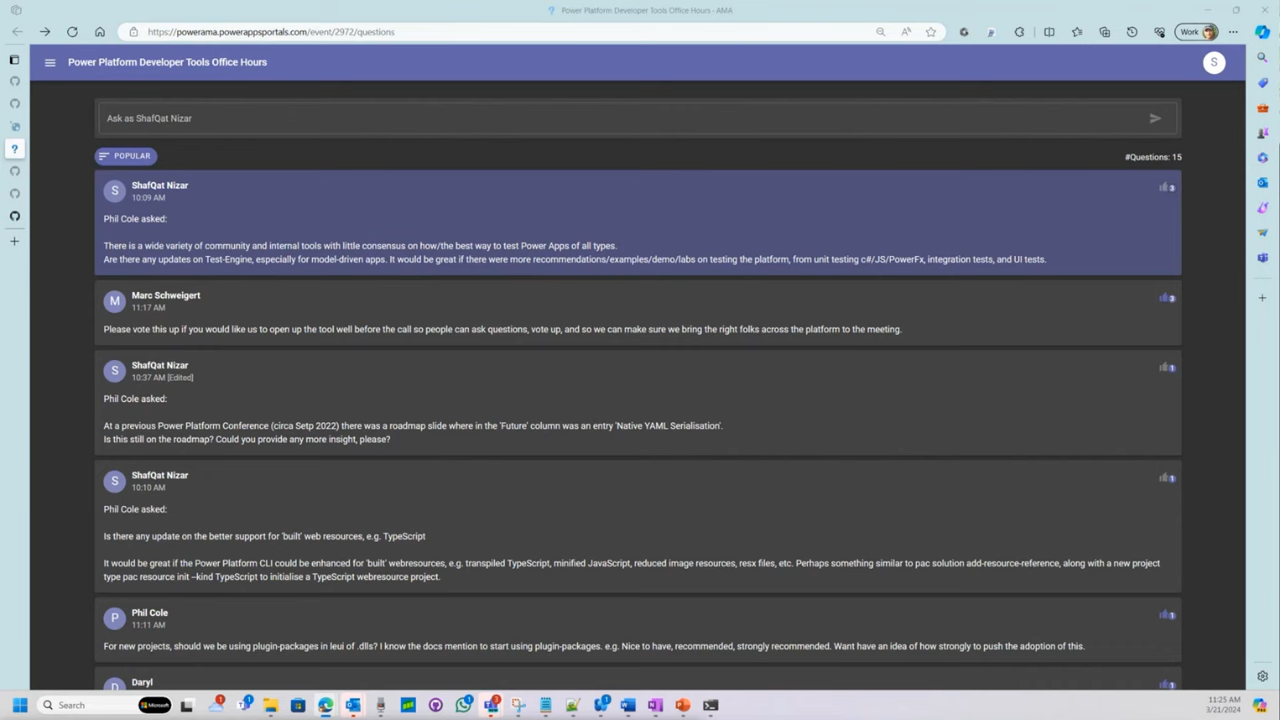 Power Platform Developer Tools Office Hours - AMA
https://powerama.powerappsportals.com/event/2972/questions
Work
Power Platform Developer Tools Office Hours
S
Ask as ShafQat Nizar
POPULAR
#Questions: 15
S
ShafQat Nizar
10:09 AM
3
Phil Cole asked:
There is a wide variety of community and internal tools with little consensus on how/the best way to test Power Apps of all types.
Are there any updates on Test-Engine, especially for model-driven apps. It would be great if there were more recommendations/examples/demo/labs on testing the platform, from unit testing c#/JS/PowerFx, integration tests, and UI tests.
M
Marc Schweigert
11:17 AM
3
Please vote this up if you would like us to open up the tool well before the call so people can ask questions, vote up, and so we can make sure we bring the right folks across the platform to the meeting.
S
ShafQat Nizar
10:37 AM [Edited]
1
Phil Cole asked:
At a previous Power Platform Conference (circa Setp 2022) there was a roadmap slide where in the 'Future' column was an entry 'Native YAML Serialisation'.
Is this still on the roadmap? Could you provide any more insight, please?
S
ShafQat Nizar
10:10 AM
1
Phil Cole asked:
Is there any update on the better support for 'built' web resources, e.g. TypeScript
It would be great if the Power Platform CLI could be enhanced for 'built' webresources, e.g. transpiled TypeScript, minified JavaScript, reduced image resources, resx files, etc. Perhaps something similar to pac solution add-resource-reference, along with a new project
type pac resource init --kind TypeScript to initialise a TypeScript webresource project.
P
Phil Cole
11:11 AM
1
For new projects, should we be using plugin-packages in leui of .dlls? I know the docs mention to start using plugin-packages. e.g. Nice to have, recommended, strongly recommended. Want have an idea of how strongly to push the adoption of this.
D
Daryl
1
Search
Microsoft
11:25 AM
3/21/2024